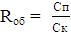 Rоб = Сп / Ск